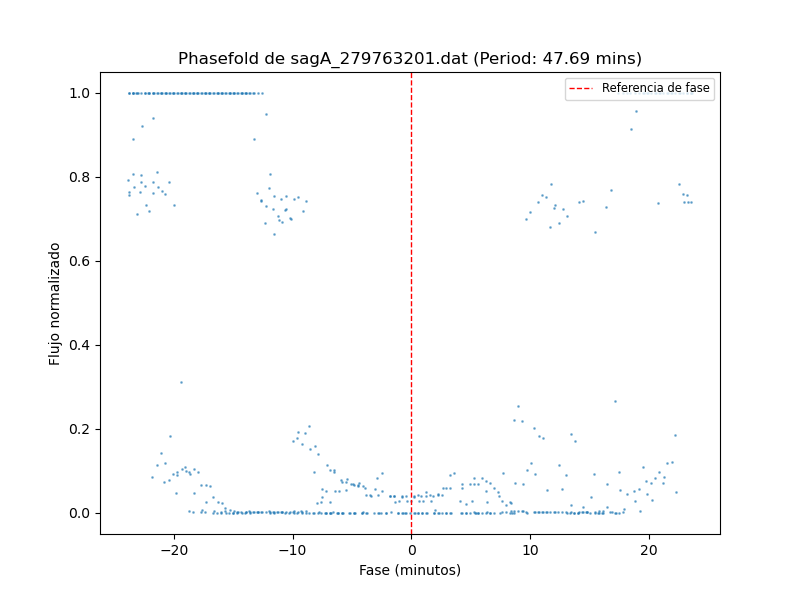 Phasefold de sagA_279763201.dat (Period: 47.69 mins)
Referencia de fase
Flujo normalizado
1.0
0.8
0.6
0.4
0.2
0.0
−20 −10 0 10 20
Fase (minutos)